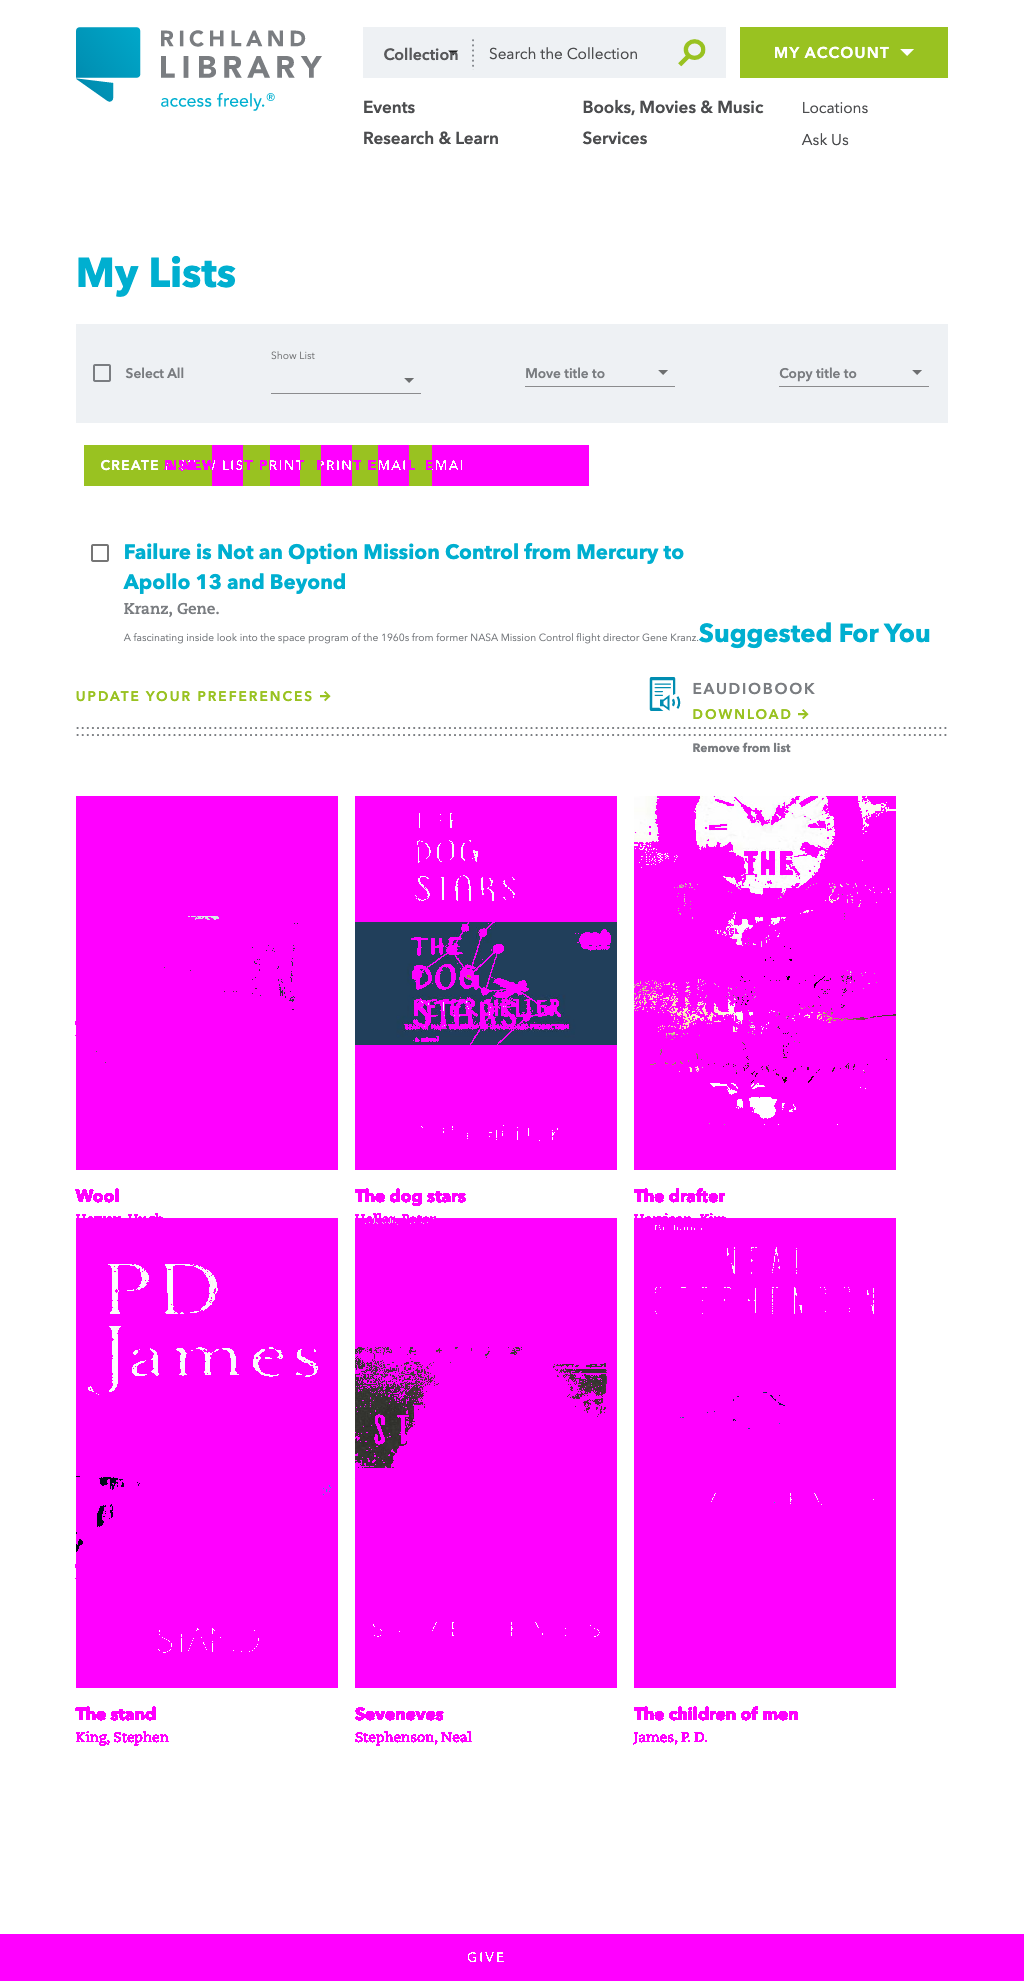 RICHLAND
LIBRARY
access freely.®
Collection
Search the Collection
MY ACCOUNT
Events
Books, Movies & Music
Locations
Research & Learn
Services
Ask Us
My Lists
Select All
Show List
Move title to
Copy title to
CREATE NEW LIST PRINT PRINT EMAIL EMAI
Failure is Not an Option Mission Control from Mercury to
Apollo 13 and Beyond
Kranz, Gene.
A fascinating inside look into the space program of the 1960s from former NASA Mission Control flight director Gene Kranz.
Suggested For You
UPDATE YOUR PREFERENCES →
EAUDIOBOOK
DOWNLOAD →
Remove from list
DOG
STARS
THE
THE
DOG
PETER HELLER
Wool
The dog stars
The drafter
PD
James
ST
STAND
The stand
Seveneves
The children of men
King, Stephen
Stephenson, Neal
James, P. D.
GIVE